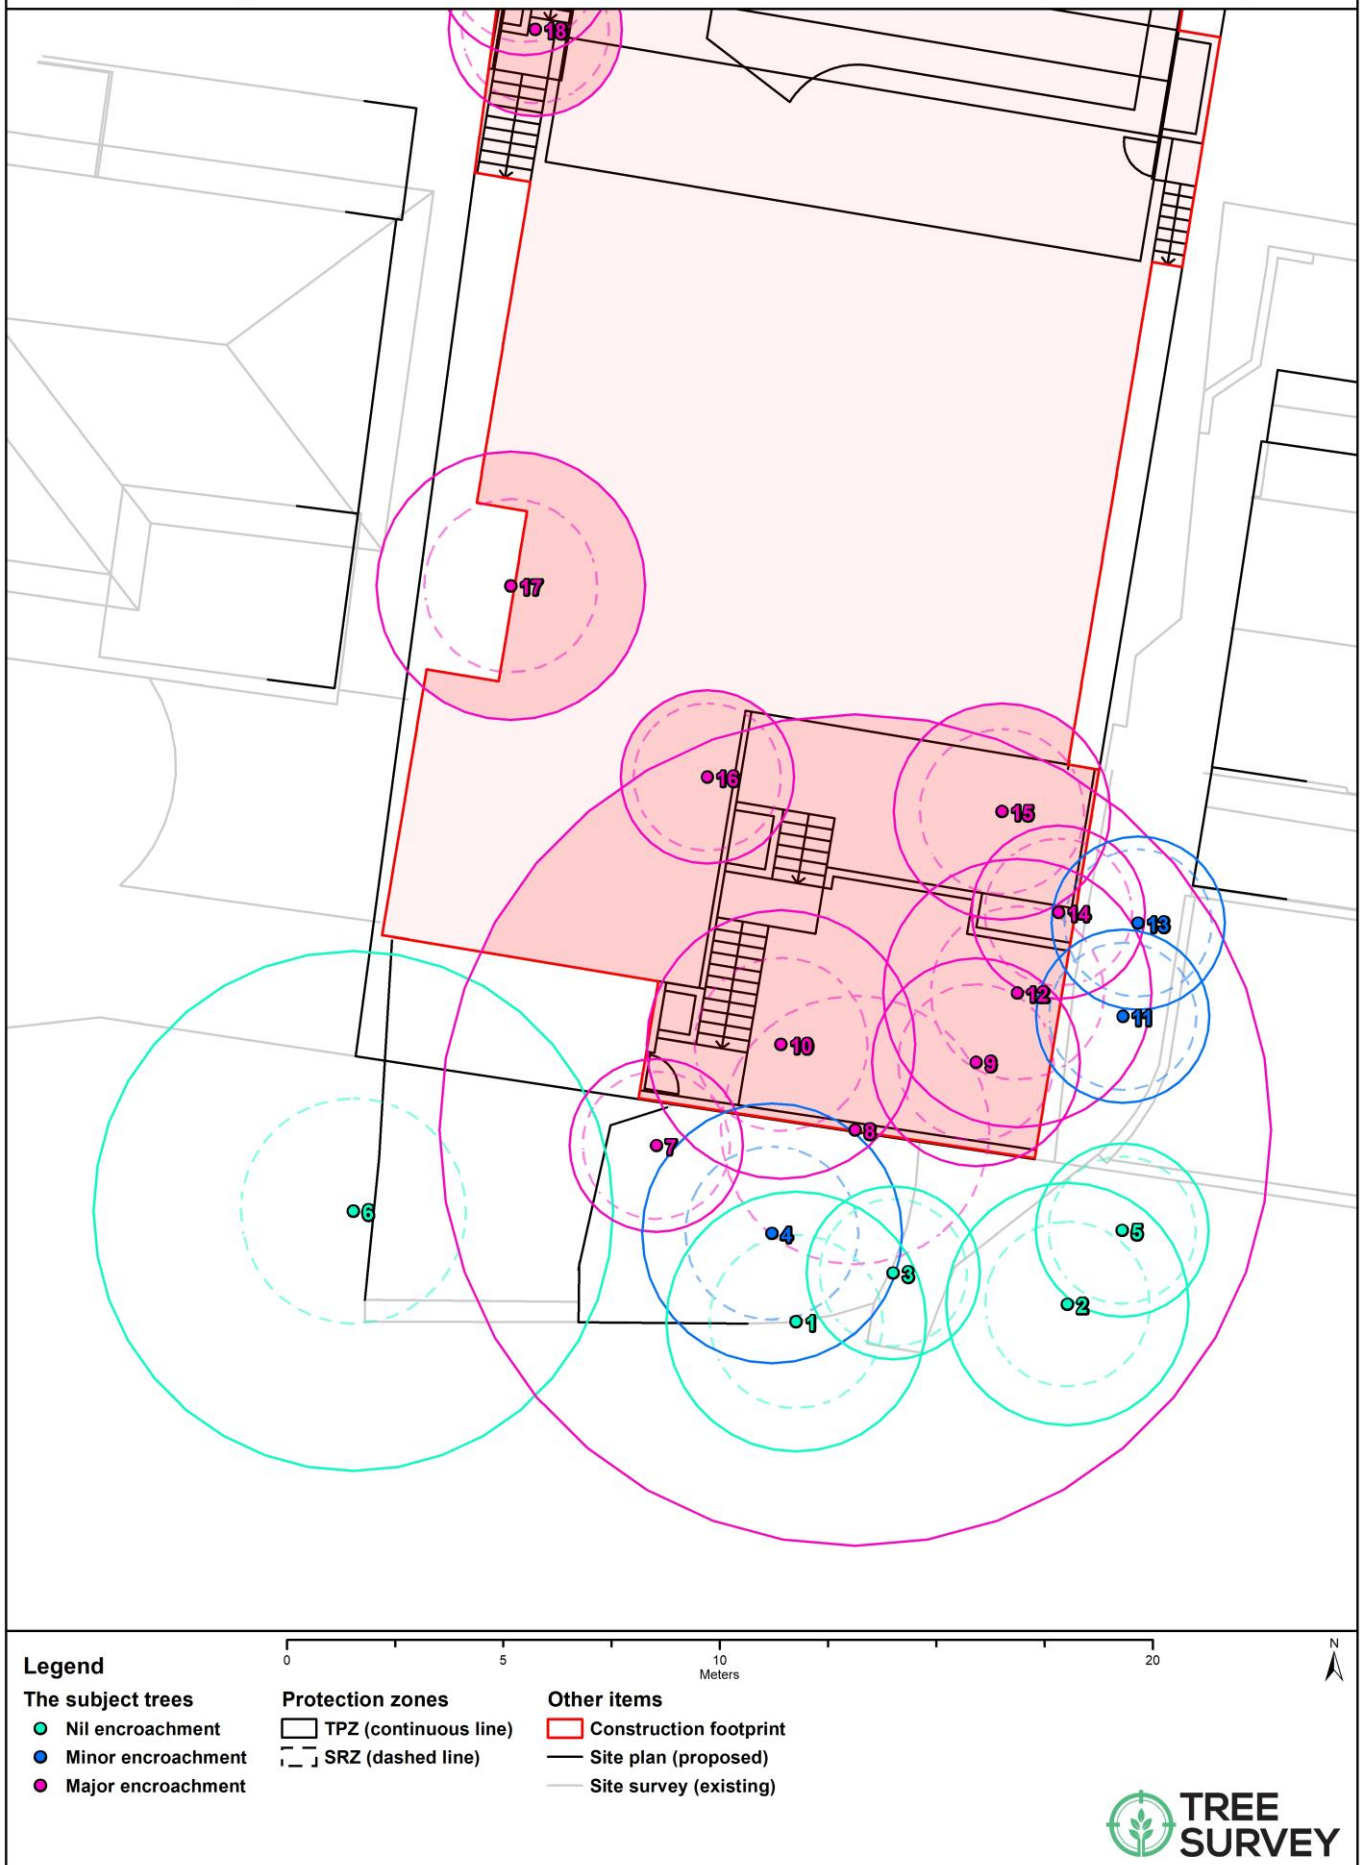 18
17
16
15
14
13
12
11
10
9
8
7
6
5
4
3
2
1
0 5 10 20
Meters
N
Legend
The subject trees
Nil encroachment
Minor encroachment
Major encroachment
Protection zones
TPZ (continuous line)
SRZ (dashed line)
Other items
Construction footprint
Site plan (proposed)
Site survey (existing)
TREE
SURVEY